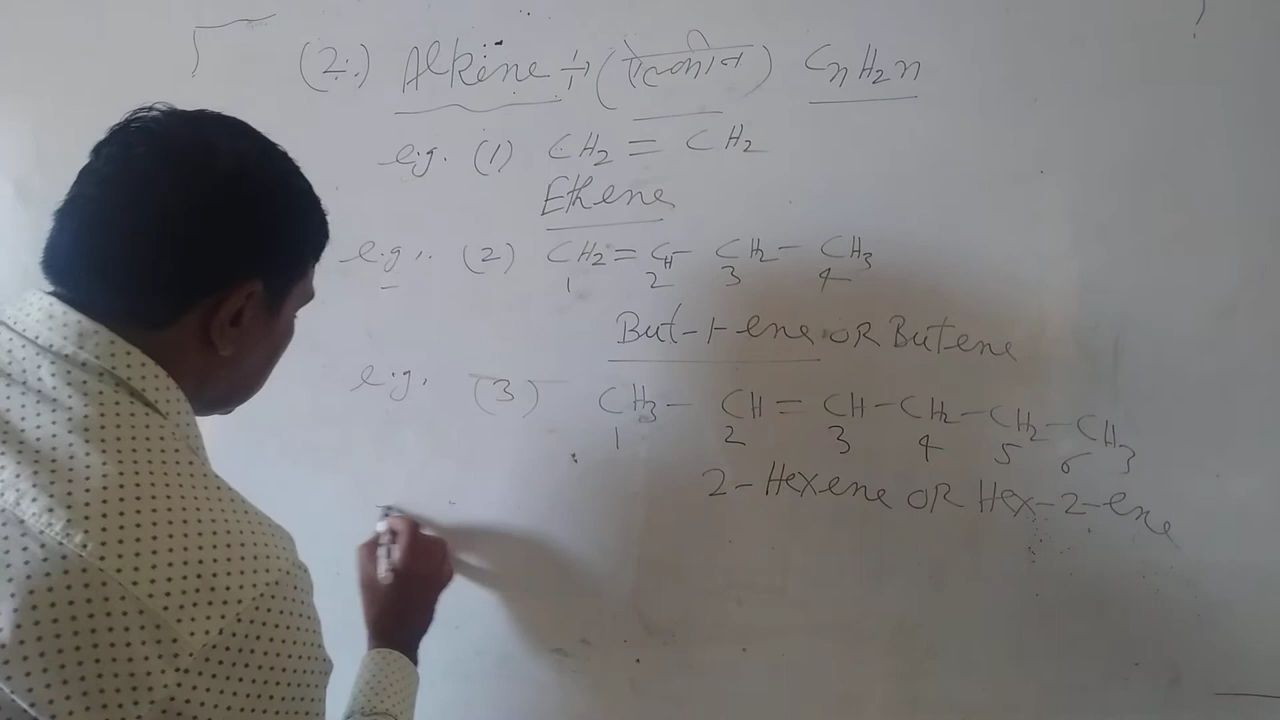 (2.) Alkene ÷ (एल्कीन) CnH2n
e.g. (1) CH2 = CH2
Ethene
e.g. (2) CH2 = CH - CH2 - CH3
1 2 3 4
But-1-ene OR Butene
e.g. (3) CH3 - CH = CH - CH2 - CH2 - CH3
1 2 3 4 5 6
2-Hexene OR Hex-2-ene